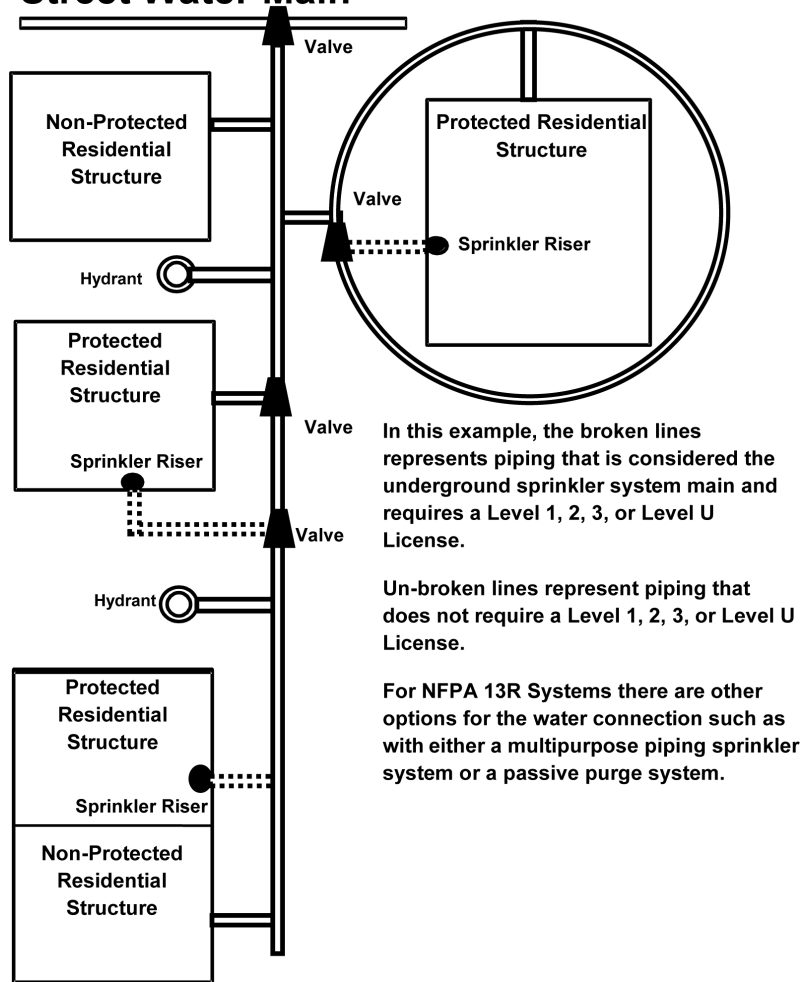 Street Water Main
Valve
Non-Protected
Residential
Structure
Protected Residential
Structure
Valve
Sprinkler Riser
Hydrant
Protected
Residential
Structure
Sprinkler Riser
Valve
Valve
In this example, the broken lines
represents piping that is considered the
underground sprinkler system main and
requires a Level 1, 2, 3, or Level U
License.
Un-broken lines represent piping that
does not require a Level 1, 2, 3, or Level U
License.
For NFPA 13R Systems there are other
options for the water connection such as
with either a multipurpose piping sprinkler
system or a passive purge system.
Hydrant
Protected
Residential
Structure
Sprinkler Riser
Non-Protected
Residential
Structure